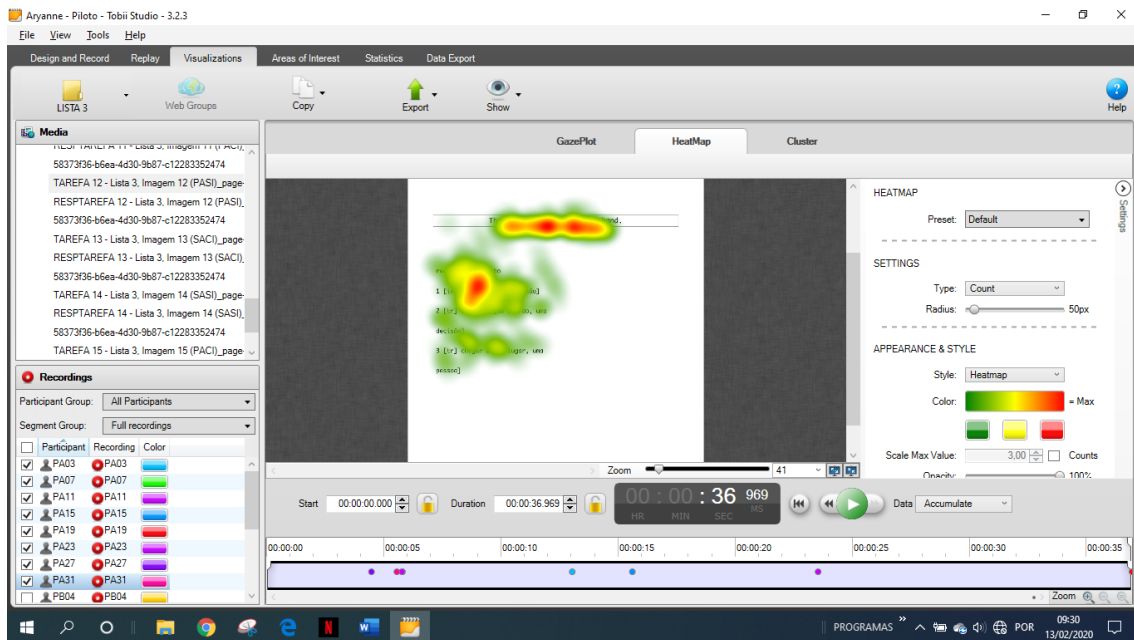 Aryanne - Piloto - Tobii Studio - 3.2.3
File View Tools Help
Design and Record Replay Visualizations Areas of Interest Statistics Data Export
LISTA 3 Web Groups Copy Export Show Help
Media
58373f36-b6ea-4d30-9b87-c12283352474
TAREFA 12 - Lista 3, Imagem 12 (PASI)_page-
RESPTAREFA 12 - Lista 3, Imagem 12 (PASI)_
58373f36-b6ea-4d30-9b87-c12283352474
TAREFA 13 - Lista 3, Imagem 13 (SACI)_page-
RESPTAREFA 13 - Lista 3, Imagem 13 (SACI)_
58373f36-b6ea-4d30-9b87-c12283352474
TAREFA 14 - Lista 3, Imagem 14 (SASI)_page-
RESPTAREFA 14 - Lista 3, Imagem 14 (SASI)_
58373f36-b6ea-4d30-9b87-c12283352474
TAREFA 15 - Lista 3, Imagem 15 (PACI)_page-
Recordings
Participant Group: All Participants
Segment Group: Full recordings
Participant Recording Color
PA03 PA03
PA07 PA07
PA11 PA11
PA15 PA15
PA19 PA19
PA23 PA23
PA27 PA27
PA31 PA31
PB04 PB04
GazePlot HeatMap Cluster
1
2 [tr] uma
3 [tr] lugar, uma
pessoa]
Zoom 41
HEATMAP
Preset: Default
SETTINGS
Type: Count
Radius: 50px
APPEARANCE & STYLE
Style: Heatmap
Color: = Max
Scale Max Value: 3,00 Counts
Opacity: 100%
Settings
Start 00:00:00.000 Duration 00:00:36.969 00 : 00 : 36 969 Data Accumulate
HR MIN SEC MS
00:00:00 00:00:05 00:00:10 00:00:15 00:00:20 00:00:25 00:00:30 00:00:35
Zoom
PROGRAMAS POR 09:30
13/02/2020